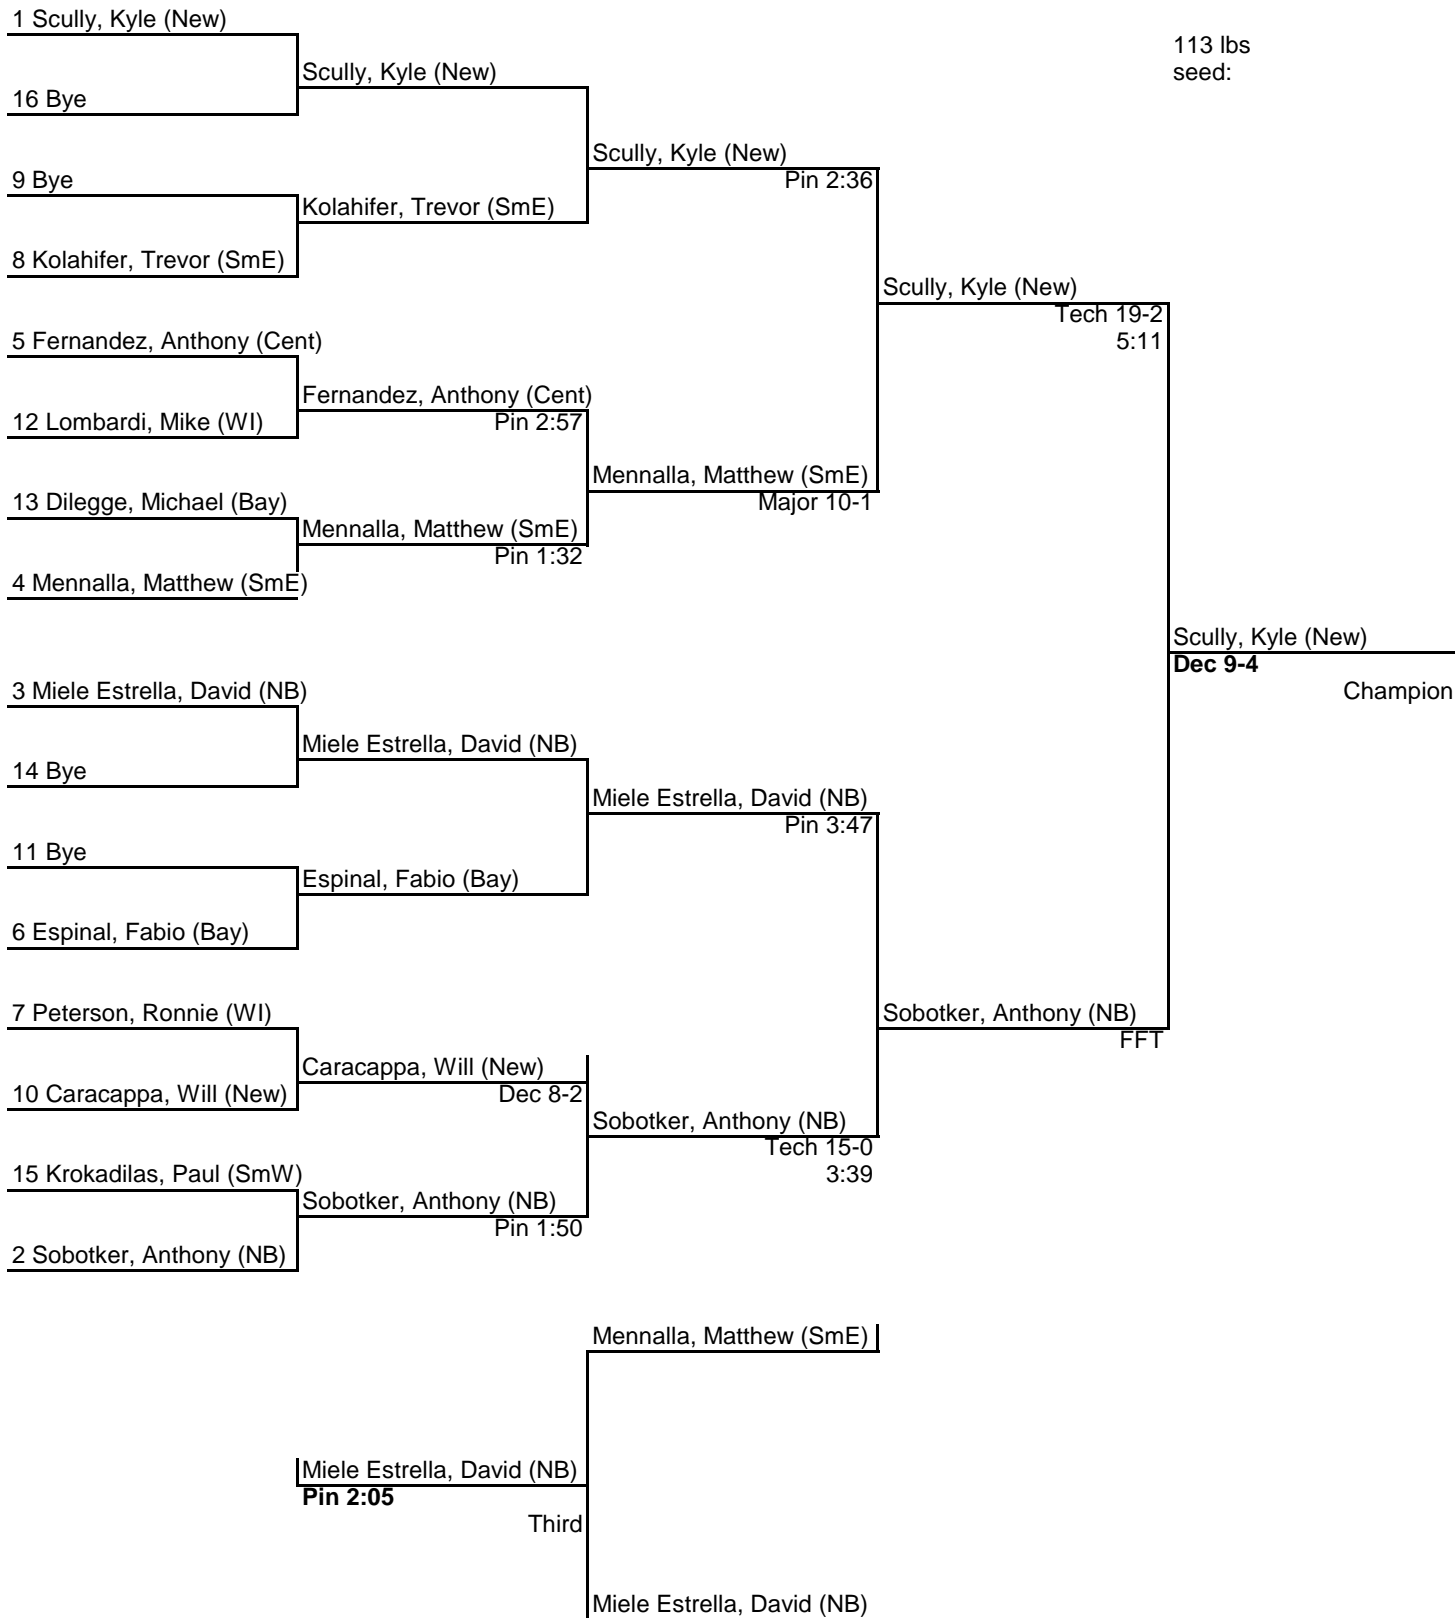 1 Scully, Kyle (New)
113 lbs
seed:
Scully, Kyle (New)
16 Bye
Scully, Kyle (New)
Pin 2:36
9 Bye
Kolahifer, Trevor (SmE)
8 Kolahifer, Trevor (SmE)
Scully, Kyle (New)
Tech 19-2
5:11
5 Fernandez, Anthony (Cent)
Fernandez, Anthony (Cent)
Pin 2:57
12 Lombardi, Mike (WI)
Mennalla, Matthew (SmE)
Major 10-1
13 Dilegge, Michael (Bay)
Mennalla, Matthew (SmE)
Pin 1:32
4 Mennalla, Matthew (SmE)
Scully, Kyle (New)
Dec 9-4
Champion
3 Miele Estrella, David (NB)
Miele Estrella, David (NB)
14 Bye
Miele Estrella, David (NB)
Pin 3:47
11 Bye
Espinal, Fabio (Bay)
6 Espinal, Fabio (Bay)
7 Peterson, Ronnie (WI)
Sobotker, Anthony (NB)
FFT
Caracappa, Will (New)
Dec 8-2
10 Caracappa, Will (New)
Sobotker, Anthony (NB)
Tech 15-0
3:39
15 Krokadilas, Paul (SmW)
Sobotker, Anthony (NB)
Pin 1:50
2 Sobotker, Anthony (NB)
Mennalla, Matthew (SmE)
Miele Estrella, David (NB)
Pin 2:05
Third
Miele Estrella, David (NB)